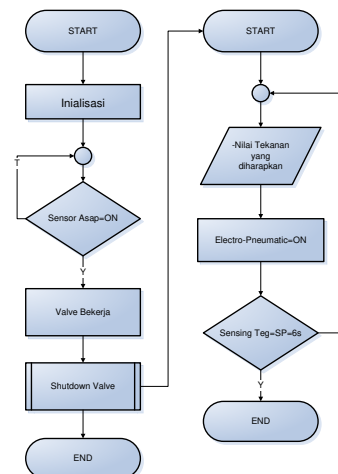 START
Inialisasi
T
Sensor Asap=ON
Y
Valve Bekerja
Shutdown Valve
END
START
-Nilai Tekanan
yang
diharapkan
Electro-Pneumatic=ON
Sensing Teg=SP=6s
Y
END